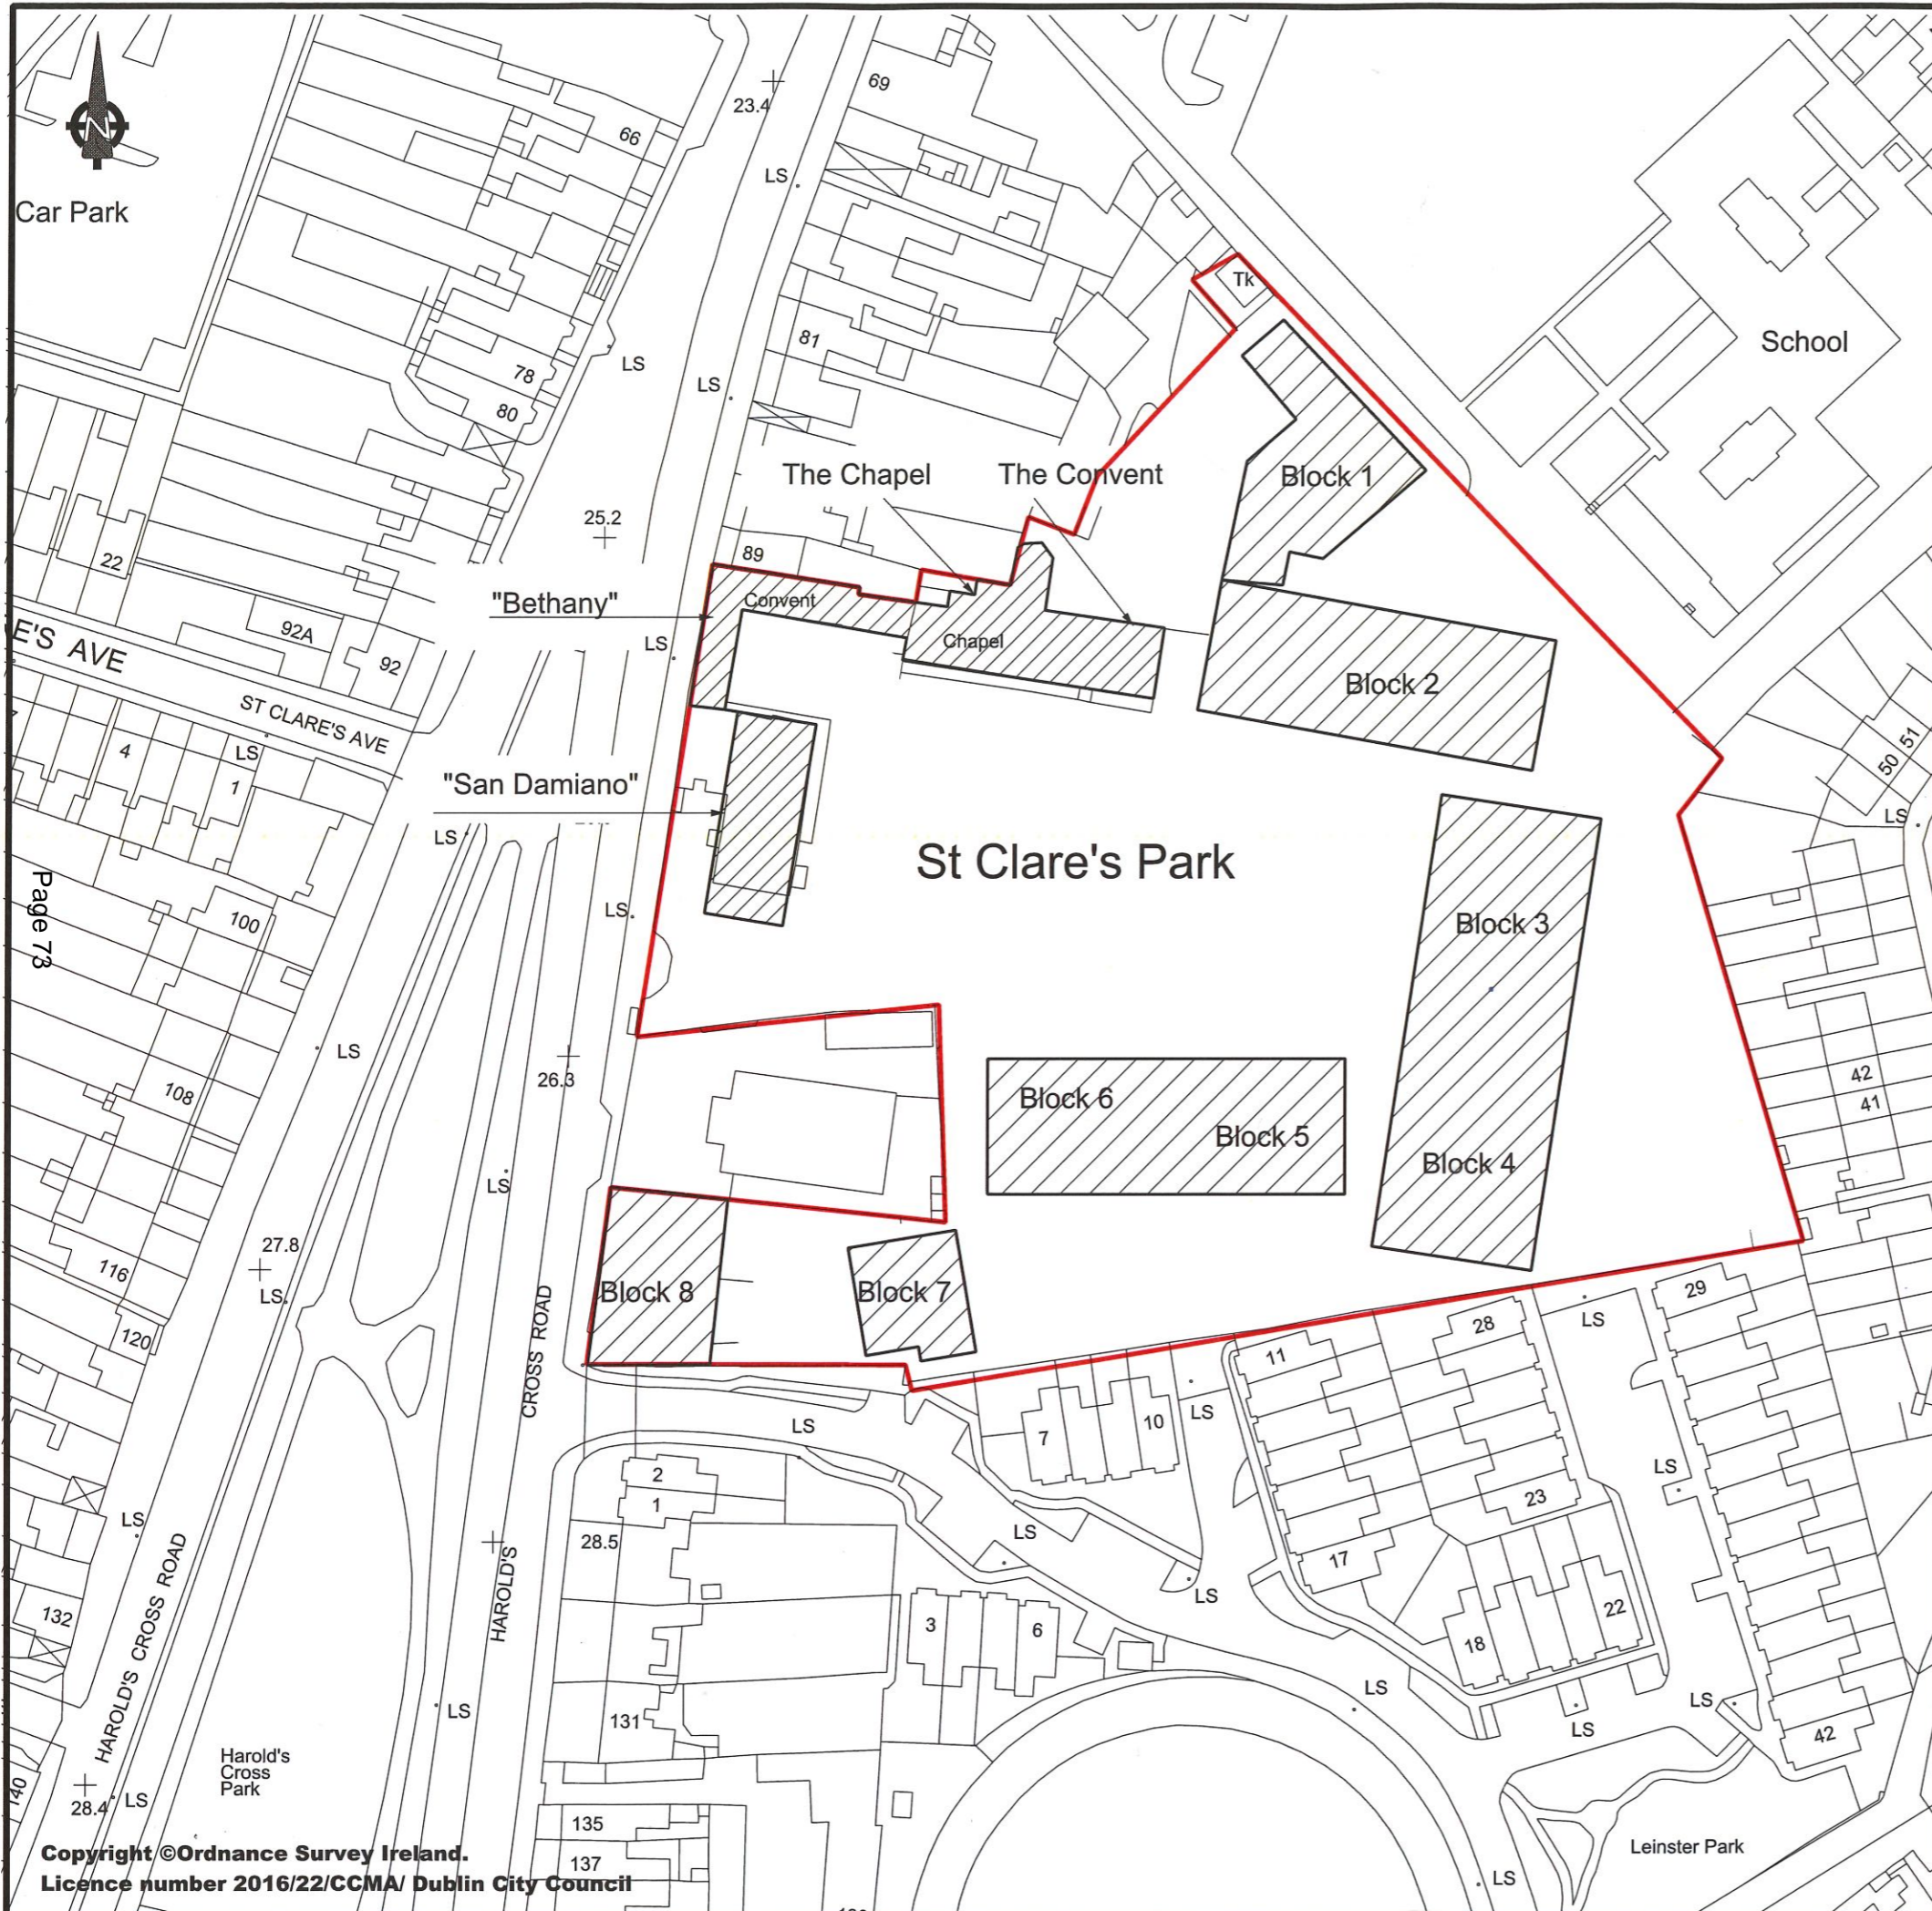 N
Car Park
66
23.4
69
LS
78
80
LS
LS
81
Tk
School
22
25.2
89
The Chapel
The Convent
Block 1
"Bethany"
Convent
Chapel
Block 2
E'S AVE
92A
92
LS
ST CLARE'S AVE
4
LS
1
"San Damiano"
LS
St Clare's Park
51
50
LS
Block 3
Page 73
100
LS
108
LS
26.3
Block 6
Block 5
Block 4
42
41
LS
27.8
LS
116
120
Block 8
Block 7
HAROLD'S
CROSS ROAD
11
28
LS
29
LS
7
10
LS
2
1
28.5
LS
17
23
LS
LS
LS
132
HAROLD'S CROSS ROAD
3
6
18
22
131
LS
LS
LS
LS
42
Harold's
Cross
Park
140
28.4
LS
135
137
Leinster Park
LS
Copyright ©Ordnance Survey Ireland.
Licence number 2016/22/CCMA/ Dublin City Council